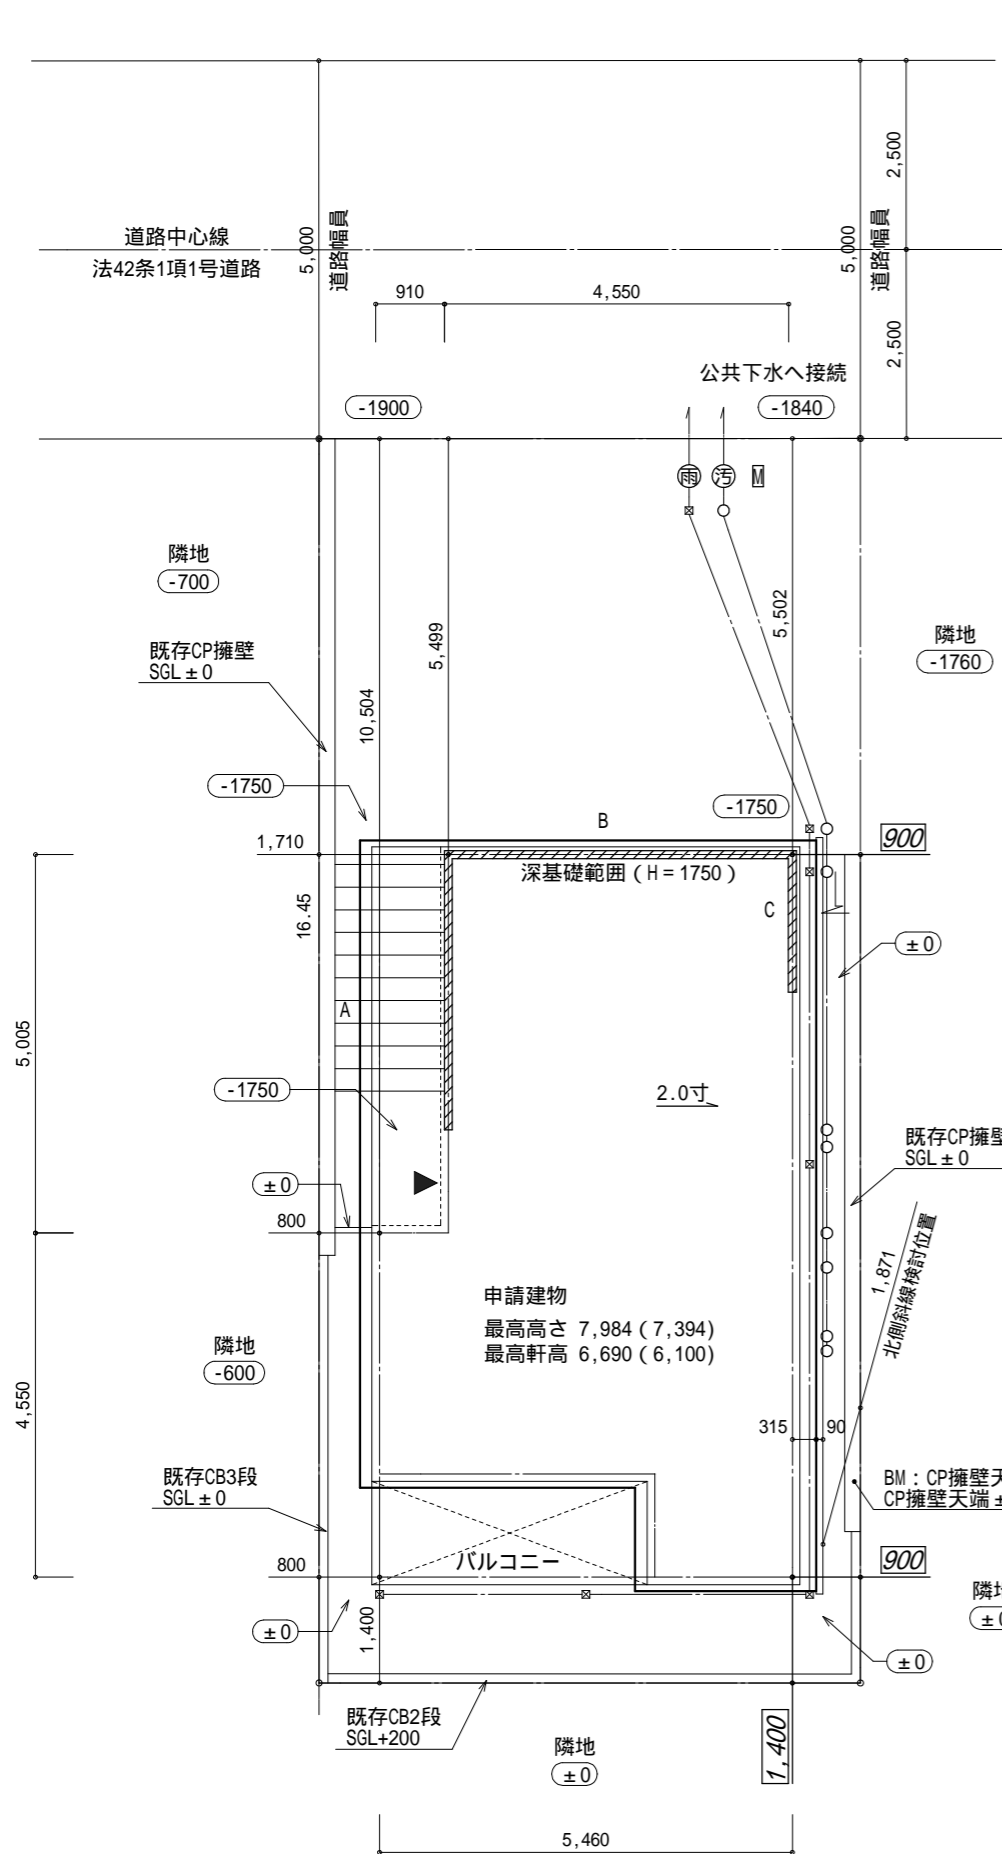 2,500
道路中心線
法42条1項1号道路
5,000
道路幅員
5,000
道路幅員
910
4,550
2,500
公共下水へ接続
-1900
-1840
雨
汚
M
隣地
-700
5,499
5,502
隣地
-1760
既存CP擁壁
SGL±0
10,504
-1750
-1750
B
900
1,710
深基礎範囲(H=1750)
16.45
C
±0
A
5,005
-1750
2.0寸
既存CP擁壁
SGL±0
±0
800
1,871
北側斜線検討位置
申請建物
最高高さ 7,984(7,394)
最高軒高 6,690(6,100)
隣地
-600
4,550
315
90
既存CB3段
SGL±0
BM:CP擁壁天
CP擁壁天端±
バルコニー
800
900
隣地
±0
±0
1,400
±0
既存CB2段
SGL+200
隣地
±0
1,400
5,460